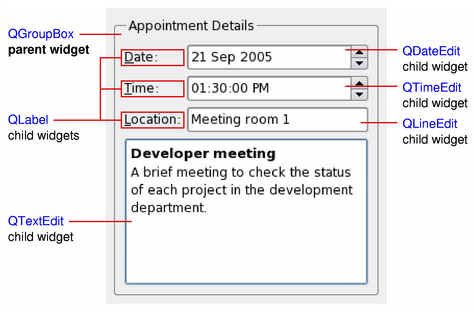 Appointment Details
QGroupBox
parent widget
Date:
21 Sep 2005
QDateEdit
child widget
Time:
01:30:00 PM
QTimeEdit
child widget
QLabel
child widgets
Location:
Meeting room 1
QLineEdit
child widget
Developer meeting
A brief meeting to check the status
of each project in the development
department.
QTextEdit
child widget